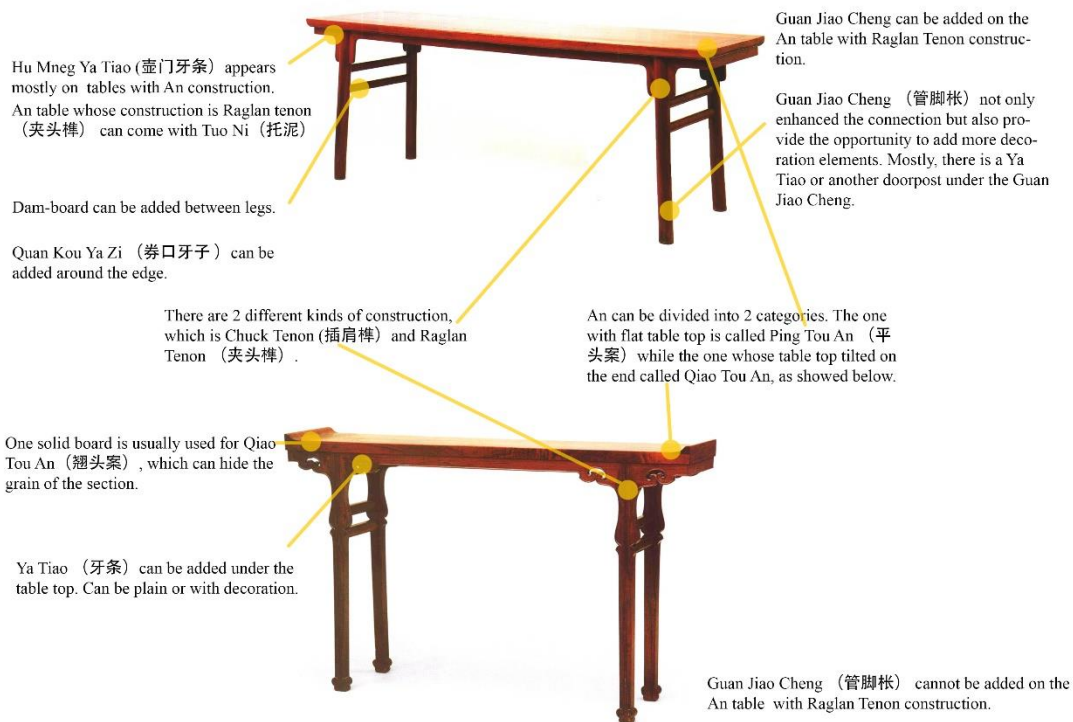 Hu Mneg Ya Tiao (壶门牙条) appears
mostly on tables with An construction.
An table whose construction is Raglan tenon
（夹头榫） can come with Tuo Ni（托泥）
Dam-board can be added between legs.
Quan Kou Ya Zi （券口牙子 ）can be
added around the edge.
Guan Jiao Cheng can be added on the
An table with Raglan Tenon construc-
tion.
Guan Jiao Cheng （管脚枨）not only
enhanced the connection but also pro-
vide the opportunity to add more deco-
ration elements. Mostly, there is a Ya
Tiao or another doorpost under the Guan
Jiao Cheng.
There are 2 different kinds of construction,
which is Chuck Tenon (插肩榫) and Raglan
Tenon （夹头榫）.
An can be divided into 2 categories. The one
with flat table top is called Ping Tou An （平
头案）while the one whose table top tilted on
the end called Qiao Tou An, as showed below.
One solid board is usually used for Qiao
Tou An（翘头案）, which can hide the
grain of the section.
Ya Tiao （牙条）can be added under the
table top. Can be plain or with decoration.
Guan Jiao Cheng （管脚枨） cannot be added on the
An table with Raglan Tenon construction.